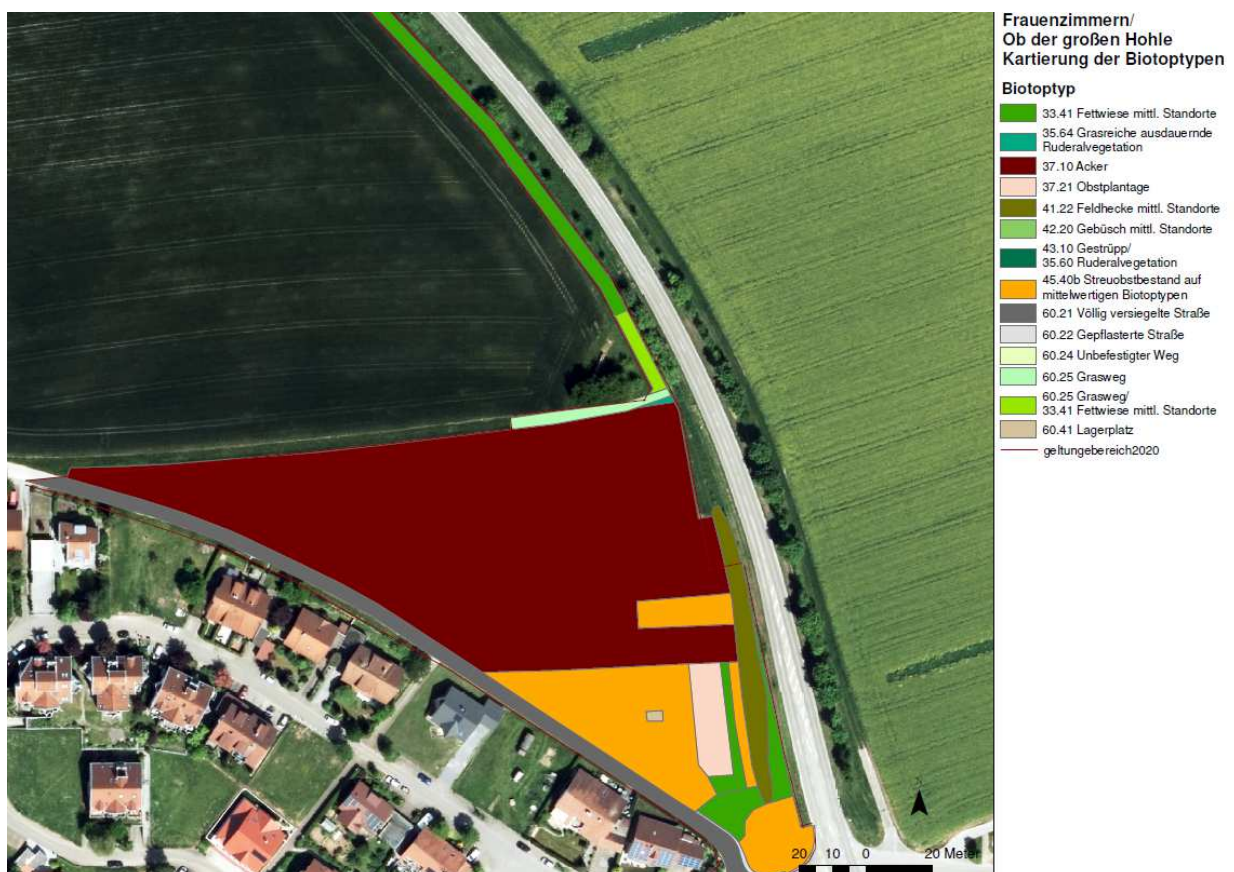 Frauenzimmern/
Ob der großen Hohle
Kartierung der Biotoptypen
Biotoptyp
33.41 Fettwiese mittl. Standorte
35.64 Grasreiche ausdauernde
Ruderalvegetation
37.10 Acker
37.21 Obstplantage
41.22 Feldhecke mittl. Standorte
42.20 Gebüsch mittl. Standorte
43.10 Gestrüpp/
35.60 Ruderalvegetation
45.40b Streuobstbestand auf
mittelwertigen Biotoptypen
60.21 Völlig versiegelte Straße
60.22 Gepflasterte Straße
60.24 Unbefestigter Weg
60.25 Grasweg
60.25 Grasweg/
33.41 Fettwiese mittl. Standorte
60.41 Lagerplatz
geltungebereich2020
20 10 0 20 Meter